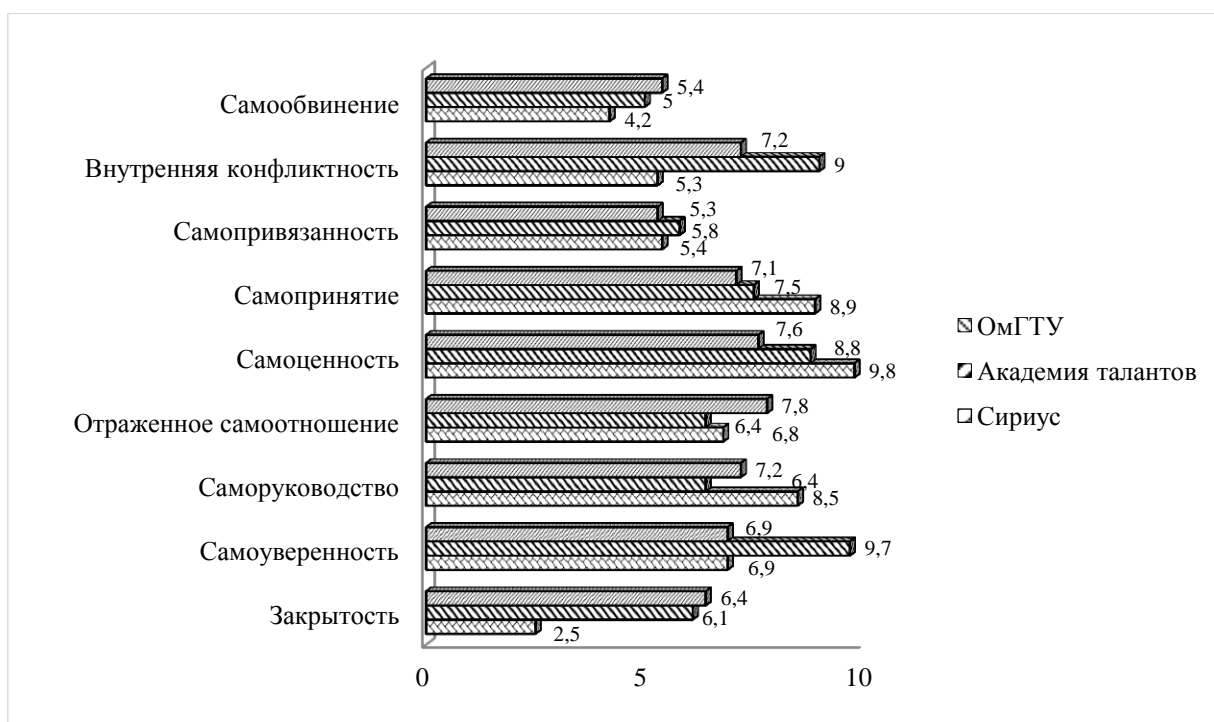 Самообвинение
5,4
5
4,2
Внутренняя конфликтность
7,2
9
5,3
Самопривязанность
5,3
5,8
5,4
Самопринятие
7,1
7,5
8,9
Самоценность
7,6
8,8
9,8
Отраженное самоотношение
7,8
6,4
6,8
Саморуководство
7,2
6,4
8,5
Самоуверенность
6,9
9,7
6,9
Закрытость
6,4
6,1
2,5
0 5 10
ОмГТУ
Академия талантов
Сириус